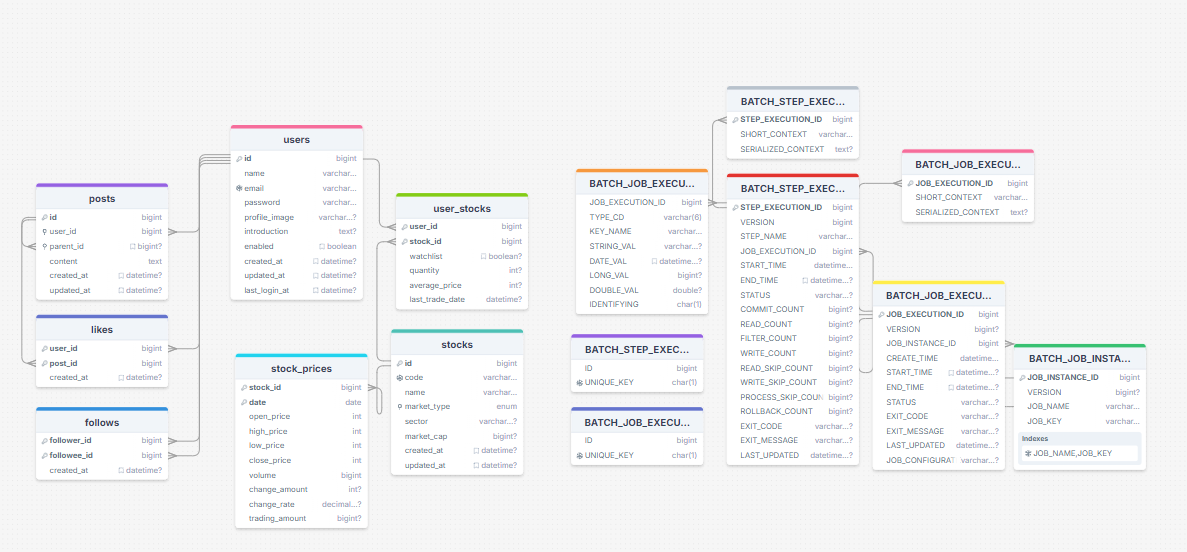 users
id bigint
name varchar...
email varchar...
password varchar...
profile_image varchar...?
introduction text?
enabled boolean
created_at datetime?
updated_at datetime?
last_login_at datetime?
posts
id bigint
user_id bigint
parent_id bigint?
content text
created_at datetime?
updated_at datetime?
likes
user_id bigint
post_id bigint
created_at datetime?
follows
follower_id bigint
followee_id bigint
created_at datetime?
user_stocks
user_id bigint
stock_id bigint
watchlist boolean?
quantity int?
average_price int?
last_trade_date datetime?
stocks
id bigint
code varchar...
name varchar...
market_type enum
sector varchar...?
market_cap bigint?
created_at datetime?
updated_at datetime?
stock_prices
stock_id bigint
date date
open_price int
high_price int
low_price int
close_price int
volume bigint
change_amount int?
change_rate decimal...?
trading_amount bigint?
BATCH_JOB_EXECU...
JOB_EXECUTION_ID bigint
TYPE_CD varchar(6)
KEY_NAME varchar...
STRING_VAL varchar...?
DATE_VAL datetime...?
LONG_VAL bigint?
DOUBLE_VAL double?
IDENTIFYING char(1)
BATCH_STEP_EXEC...
ID bigint
UNIQUE_KEY char(1)
BATCH_JOB_EXECU...
ID bigint
UNIQUE_KEY char(1)
BATCH_STEP_EXEC...
STEP_EXECUTION_ID bigint
SHORT_CONTEXT varchar...
SERIALIZED_CONTEXT text?
BATCH_STEP_EXEC...
STEP_EXECUTION_ID bigint
VERSION bigint
STEP_NAME varchar...
JOB_EXECUTION_ID bigint
START_TIME datetime...
END_TIME datetime...?
STATUS varchar...?
COMMIT_COUNT bigint?
READ_COUNT bigint?
FILTER_COUNT bigint?
WRITE_COUNT bigint?
READ_SKIP_COUNT bigint?
WRITE_SKIP_COUNT bigint?
PROCESS_SKIP_COUN bigint?
ROLLBACK_COUNT bigint?
EXIT_CODE varchar...?
EXIT_MESSAGE varchar...?
LAST_UPDATED datetime...?
BATCH_JOB_EXECU...
JOB_EXECUTION_ID bigint
SHORT_CONTEXT varchar...
SERIALIZED_CONTEXT text?
BATCH_JOB_EXECU...
JOB_EXECUTION_ID bigint
VERSION bigint?
JOB_INSTANCE_ID bigint
CREATE_TIME datetime...
START_TIME datetime...?
END_TIME datetime...?
STATUS varchar...?
EXIT_CODE varchar...?
EXIT_MESSAGE varchar...?
LAST_UPDATED datetime...?
JOB_CONFIGURAT varchar...?
BATCH_JOB_INSTA...
JOB_INSTANCE_ID bigint
VERSION bigint?
JOB_NAME varchar...
JOB_KEY varchar...
Indexes
JOB_NAME,JOB_KEY